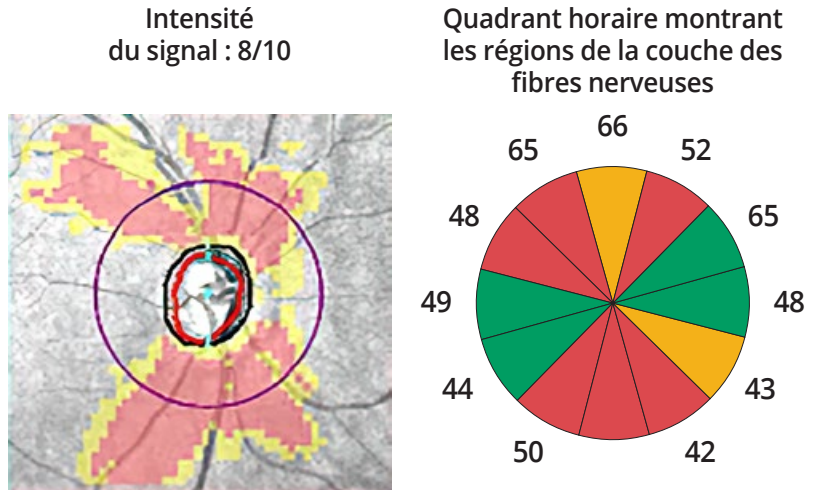 Intensité
du signal : 8/10
Quadrant horaire montrant
les régions de la couche des
fibres nerveuses
66
65
52
48
65
49
48
44
43
50
42